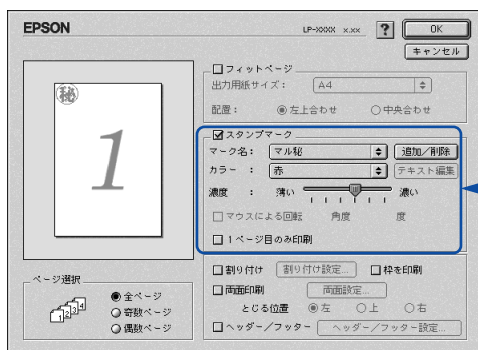 EPSON
LP-XXXX x.xx
?
OK
キャンセル
フィットページ
出力用紙サイズ: A4
配置: 左上合わせ 中央合わせ
スタンプマーク
マーク名: マル秘 追加/削除
カラー : 赤 テキスト編集
濃度 : 薄い 濃い
マウスによる回転 角度 度
1ページ目のみ印刷
秘
1
割り付け 割り付け設定... 枠を印刷
両面印刷 両面設定...
とじる位置 左 上 右
ヘッダー/フッター ヘッダー/フッター設定...
ページ選択
1 2 3 4
全ページ
奇数ページ
偶数ページ